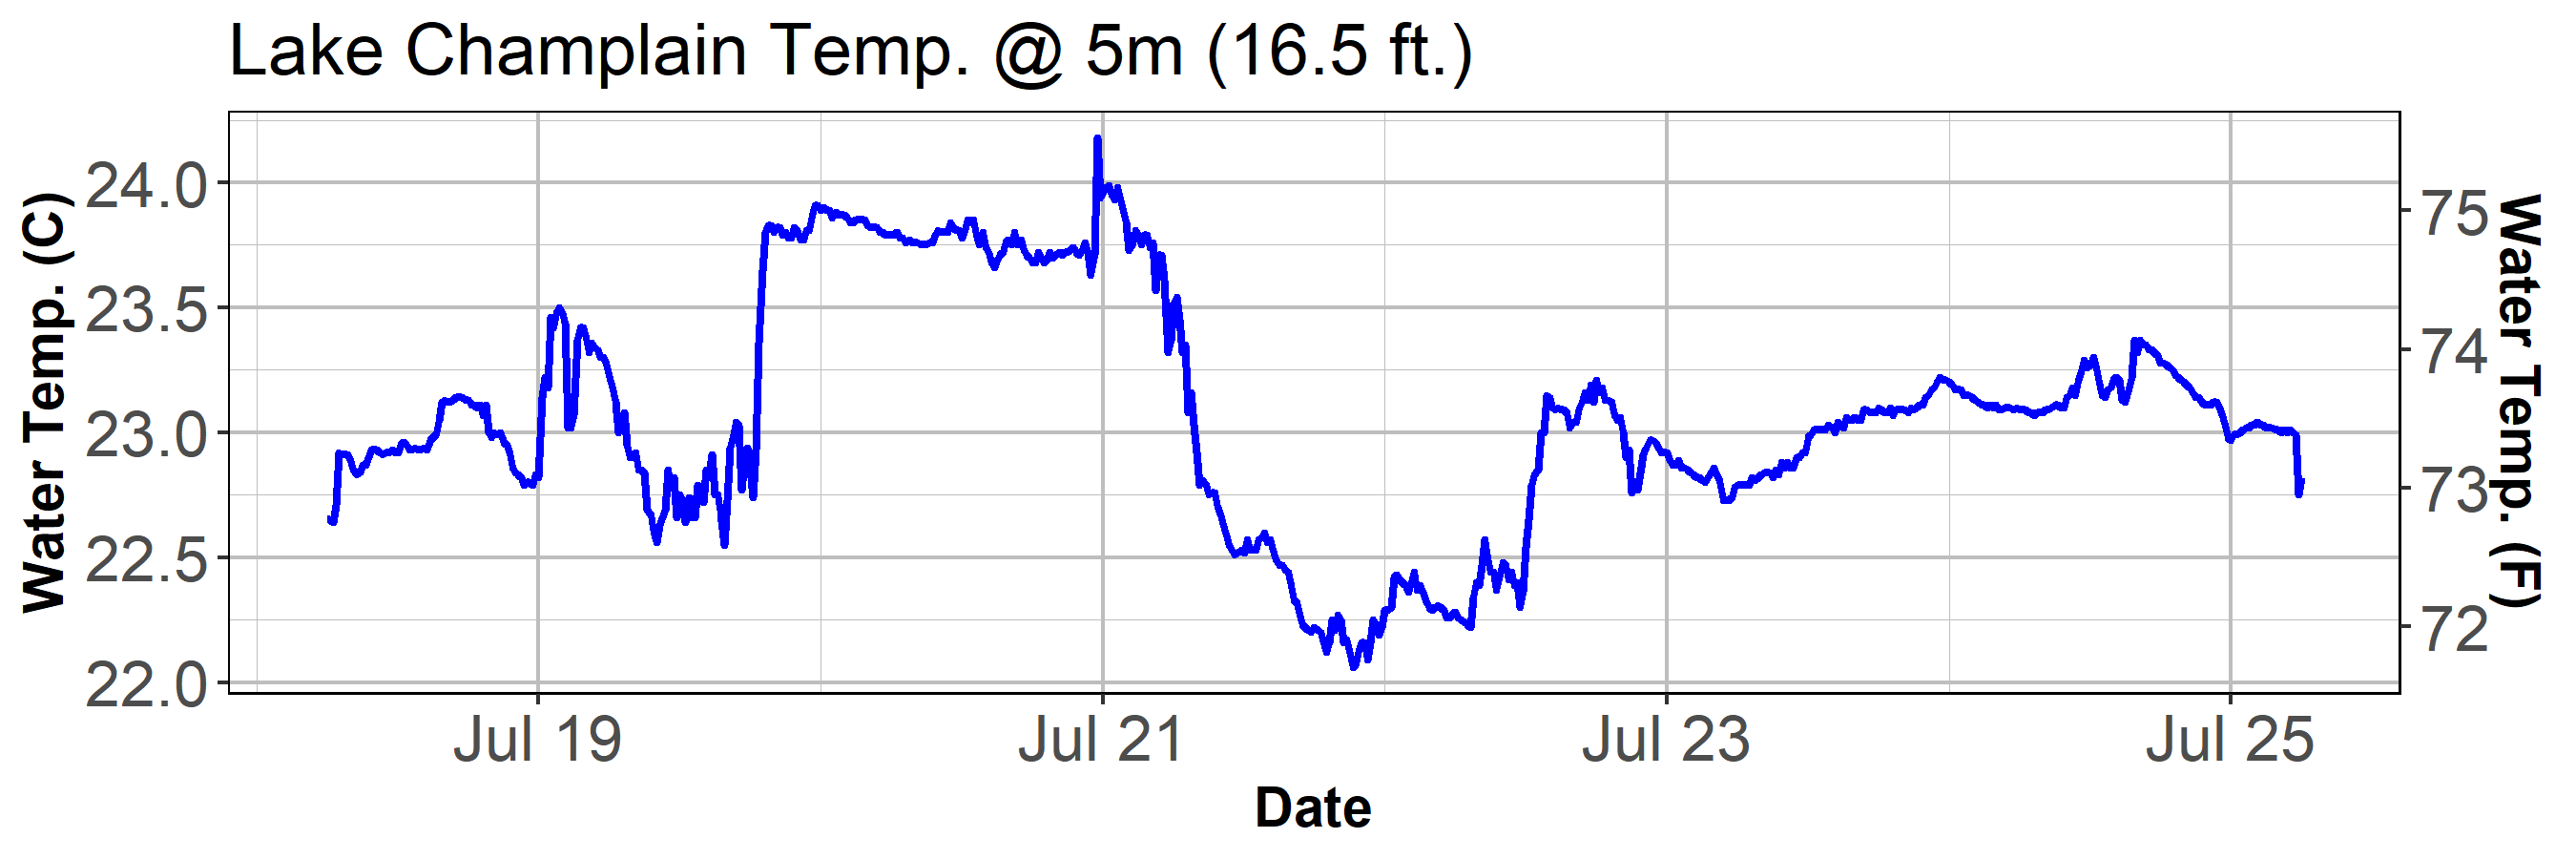 Lake Champlain Temp. @ 5m (16.5 ft.)
Water Temp. (C)
24.0
23.5
23.0
22.5
22.0
75
74
73
72
Water Temp. (F)
Jul 19
Jul 21
Jul 23
Jul 25
Date